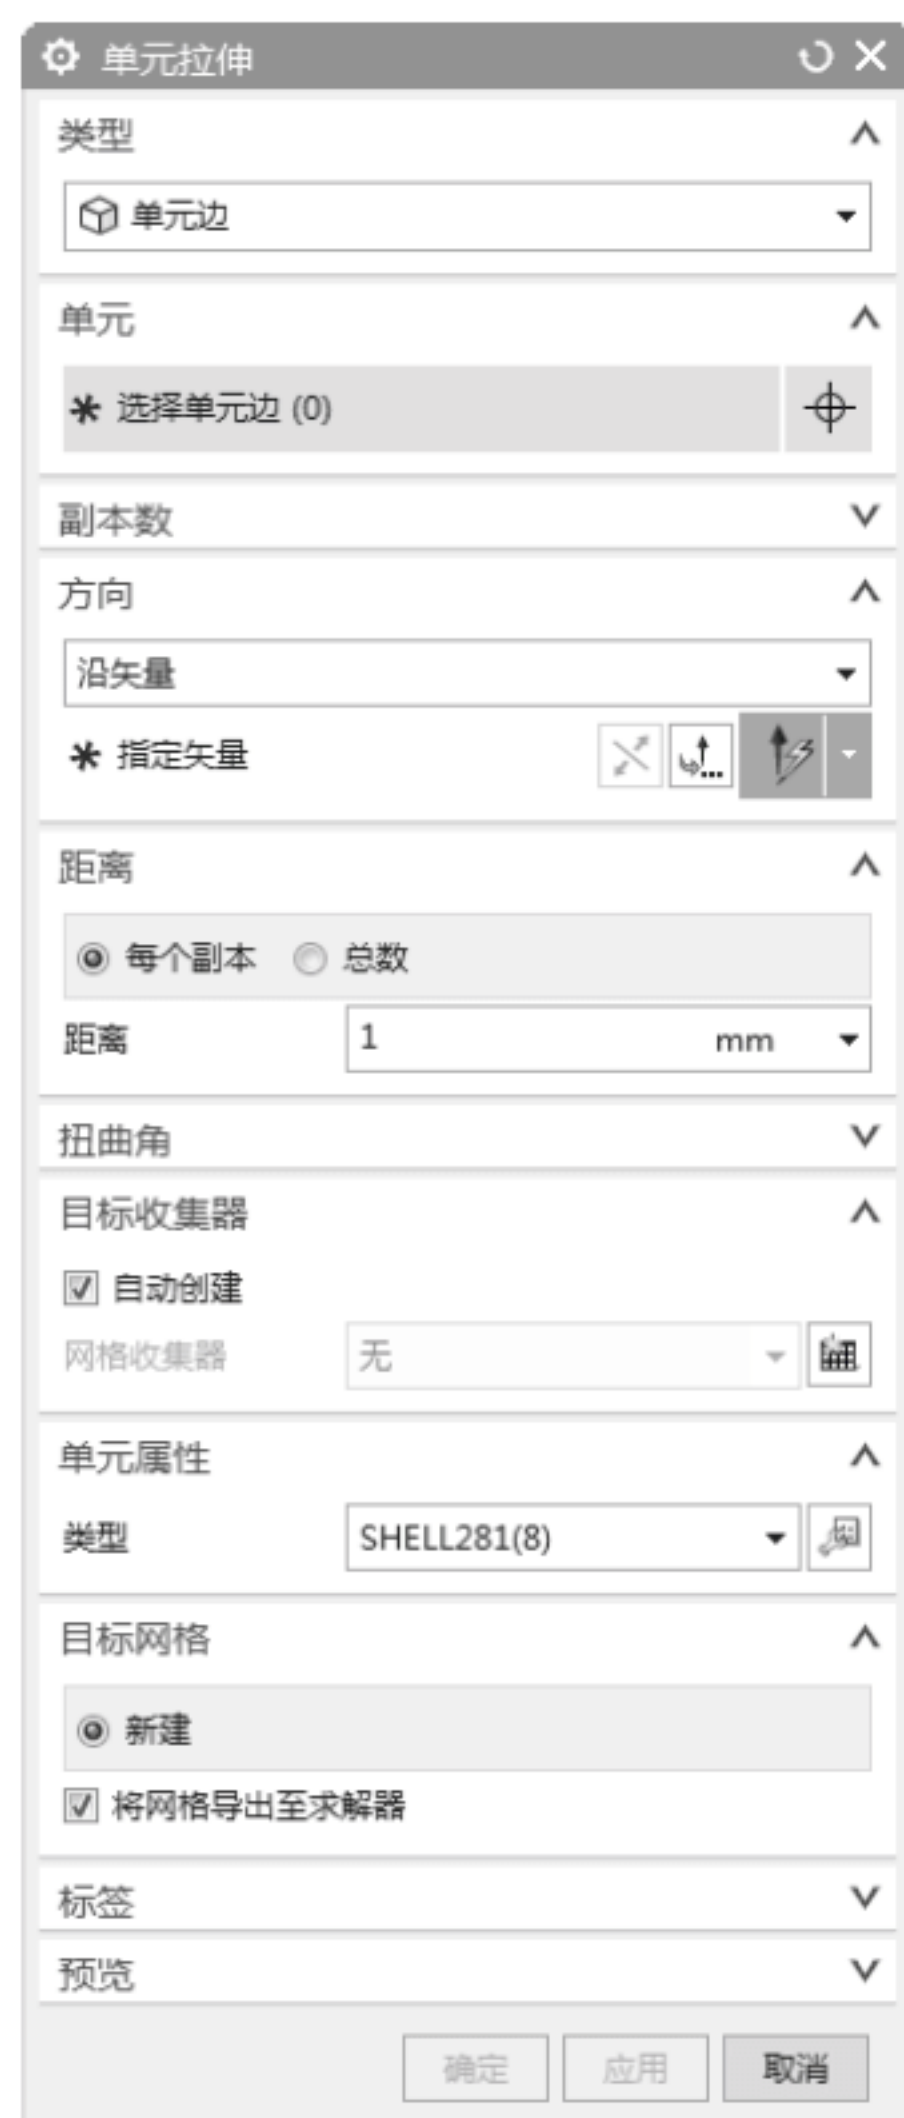 单元拉伸
类型
单元边
单元
* 选择单元边 (0)
副本数
方向
沿矢量
* 指定矢量
距离
每个副本 总数
距离 1 mm
扭曲角
目标收集器
自动创建
网格收集器 无
单元属性
类型 SHELL281(8)
目标网格
新建
将网格导出至求解器
标签
预览
确定 应用 取消